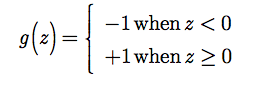 g(z) = { −1 when z < 0
+1 when z ≥ 0